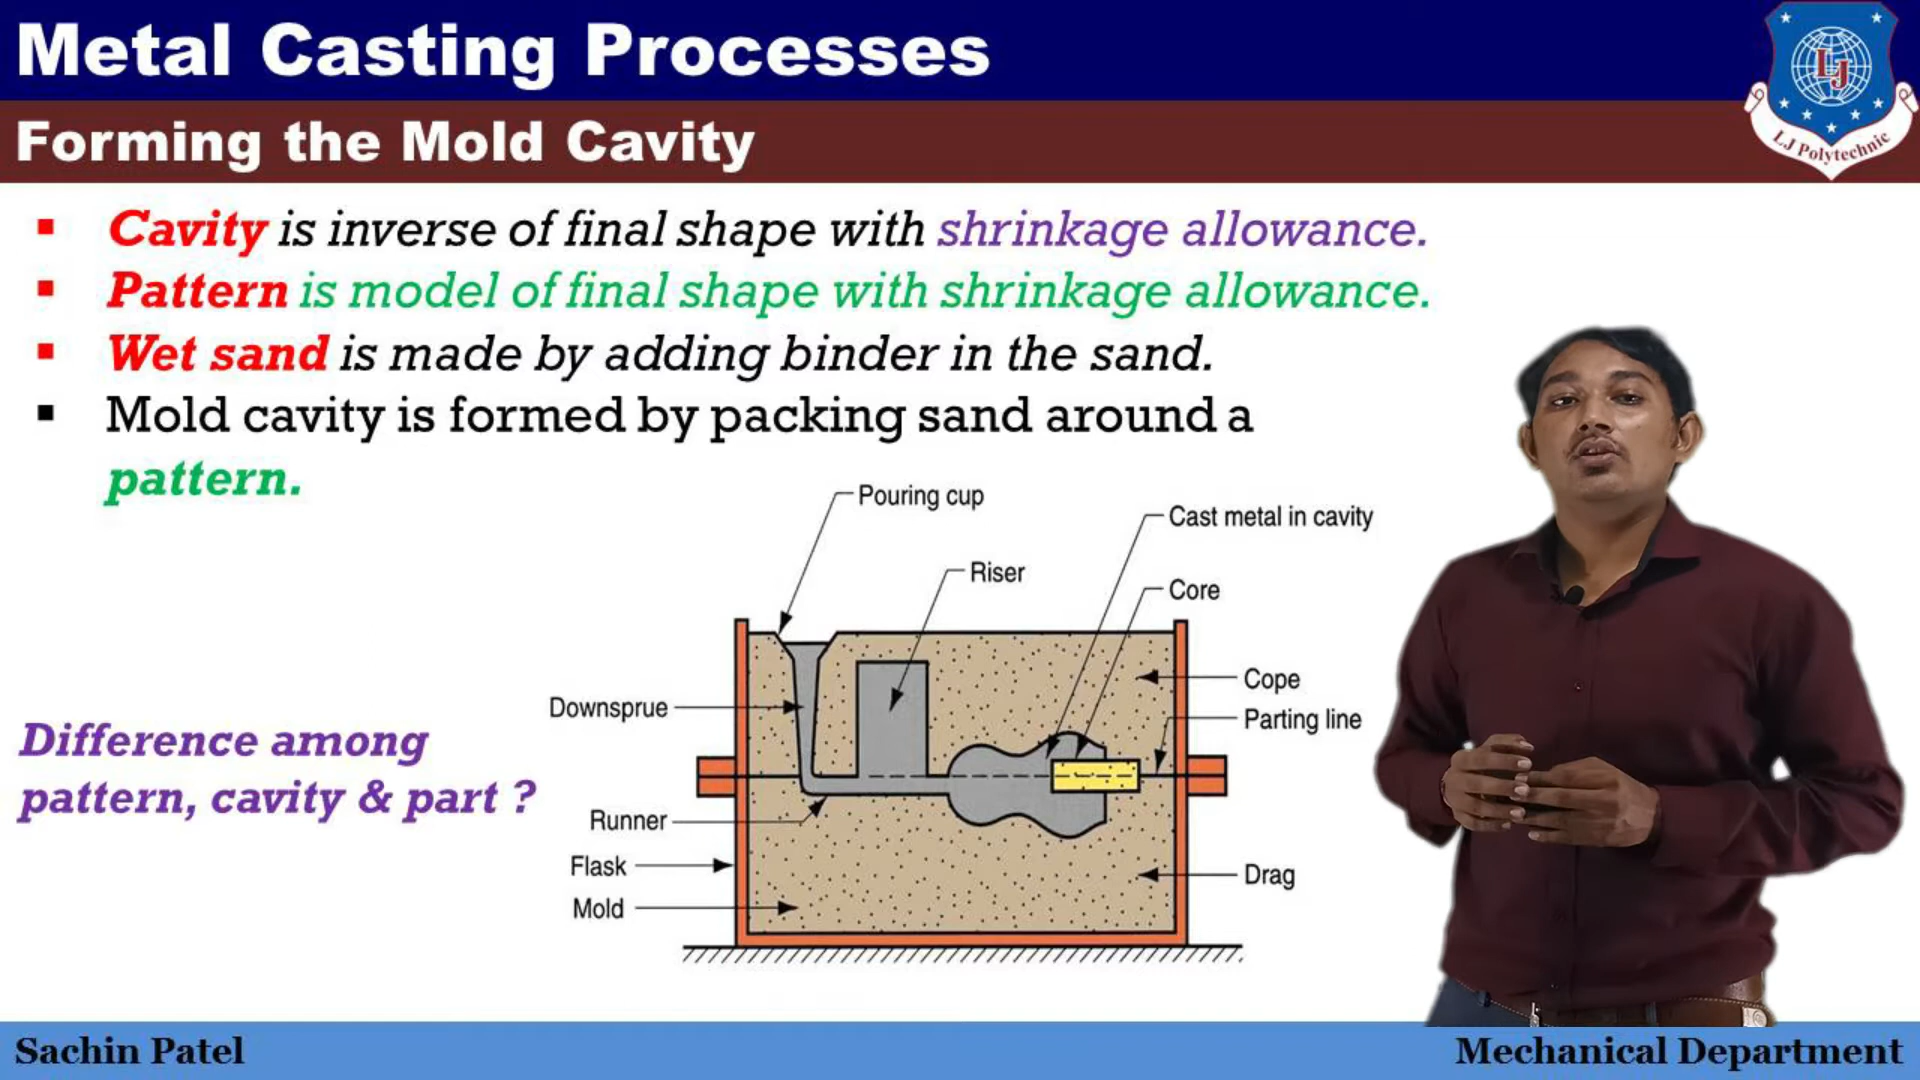 Metal Casting Processes
Forming the Mold Cavity
LJ
LJ Polytechnic
Cavity is inverse of final shape with shrinkage allowance.
Pattern is model of final shape with shrinkage allowance.
Wet sand is made by adding binder in the sand.
Mold cavity is formed by packing sand around a
pattern.
Pouring cup
Cast metal in cavity
Riser
Core
Cope
Downsprue
Parting line
Difference among
pattern, cavity & part ?
Runner
Flask
Drag
Mold
Sachin Patel
Mechanical Department